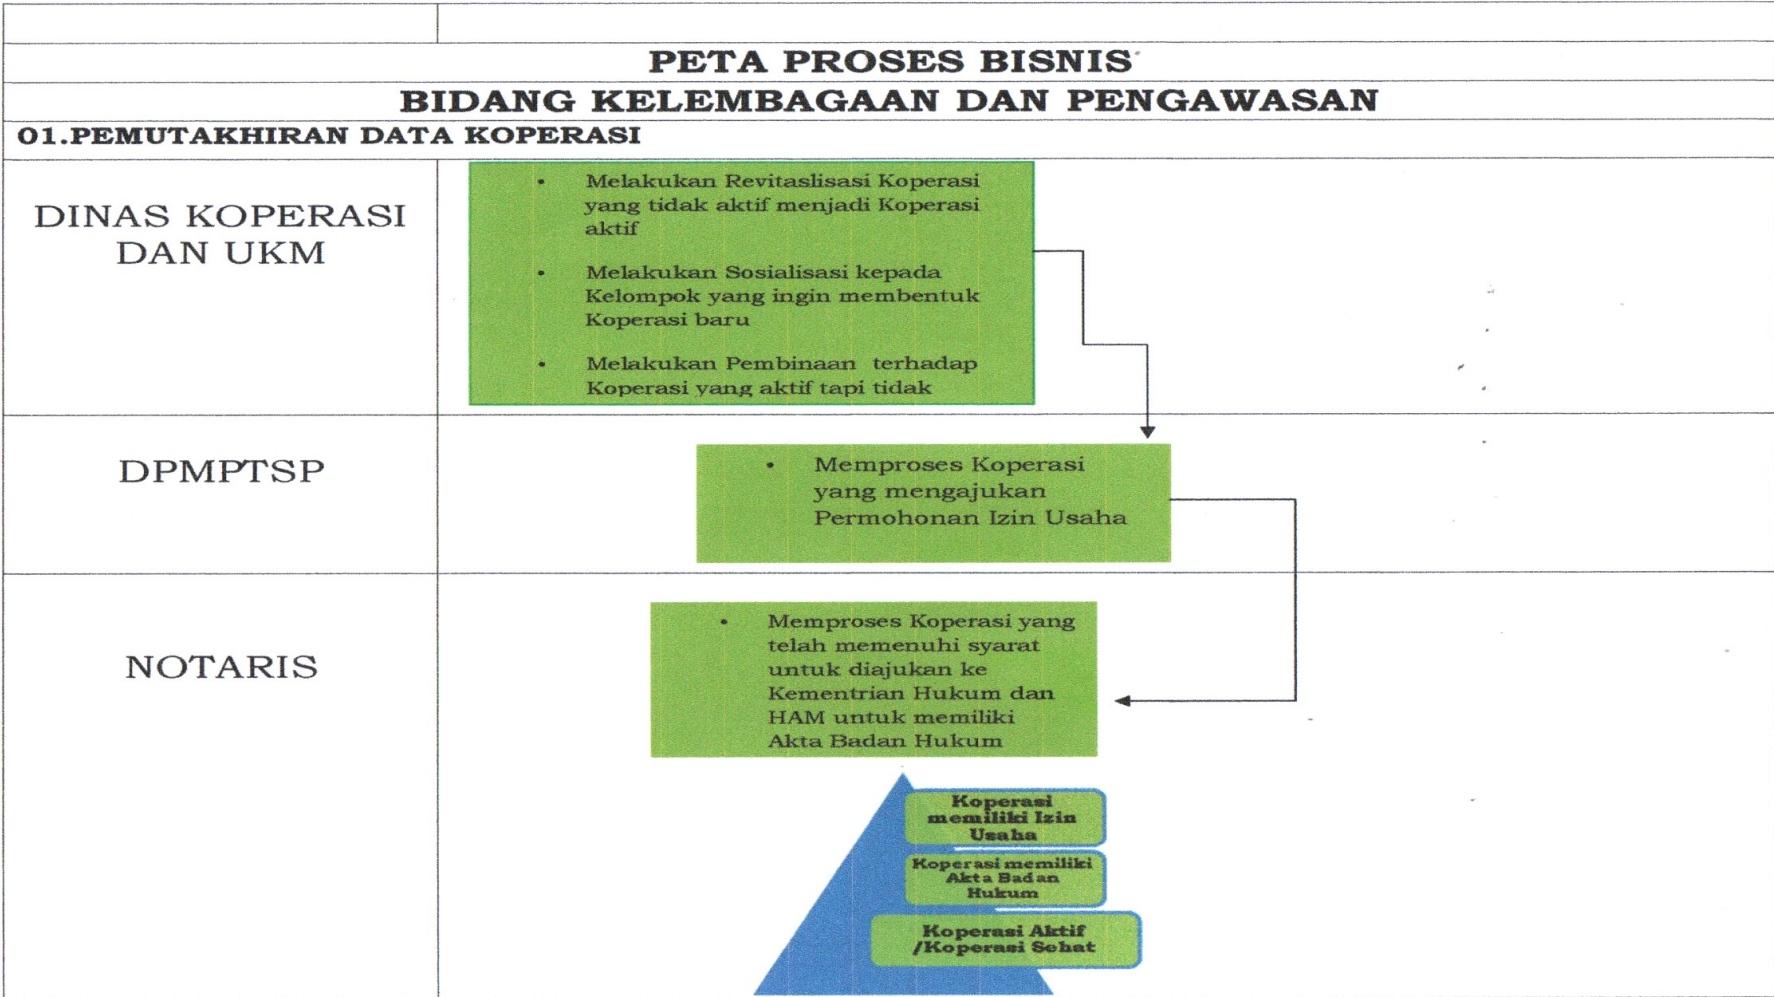 PETA PROSES BISNIS
BIDANG KELEMBAGAAN DAN PENGAWASAN
01.PEMUTAKHIRAN DATA KOPERASI
DINAS KOPERASI
DAN UKM
• Melakukan Revitaslisasi Koperasi
yang tidak aktif menjadi Koperasi
aktif
• Melakukan Sosialisasi kepada
Kelompok yang ingin membentuk
Koperasi baru
• Melakukan Pembinaan terhadap
Koperasi yang aktif tapi tidak
DPMPTSP
• Memproses Koperasi
yang mengajukan
Permohonan Izin Usaha
NOTARIS
• Memproses Koperasi yang
telah memenuhi syarat
untuk diajukan ke
Kementrian Hukum dan
HAM untuk memiliki
Akta Badan Hukum
Koperasi
memiliki Izin
Usaha
Koperasi memiliki
Akta Badan
Hukum
Koperasi Aktif
/Koperasi Sehat